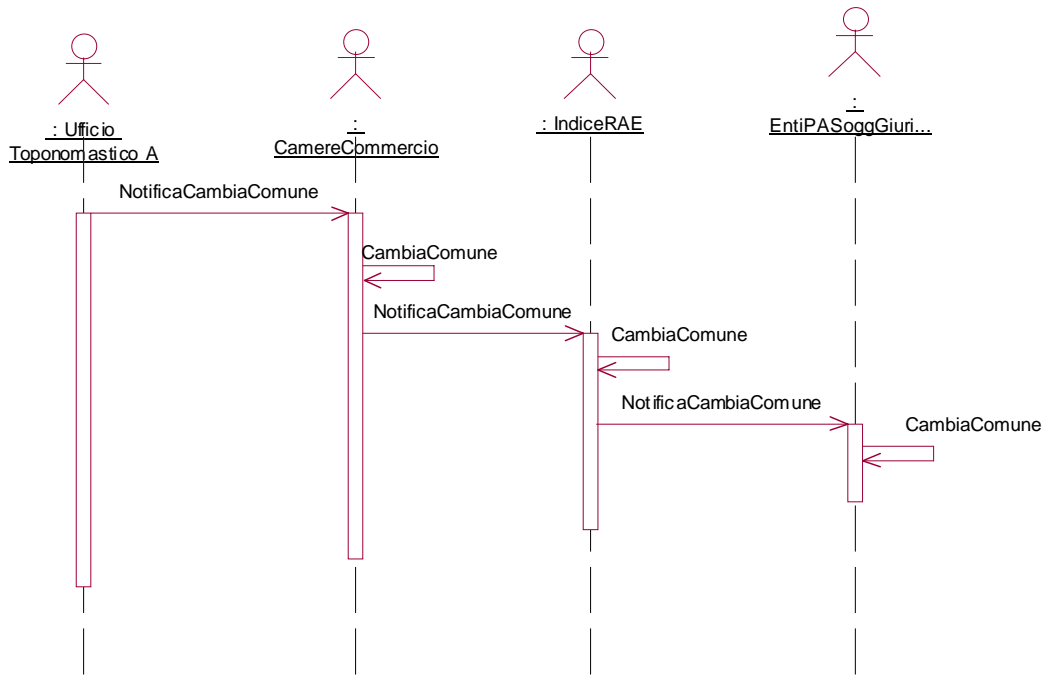 : Ufficio
Toponomastico A
:
CamereCommercio
: IndiceRAE
:
EntiPASoggGiuri...
NotificaCambiaComune
CambiaComune
NotificaCambiaComune
CambiaComune
NotificaCambiaComune
CambiaComune